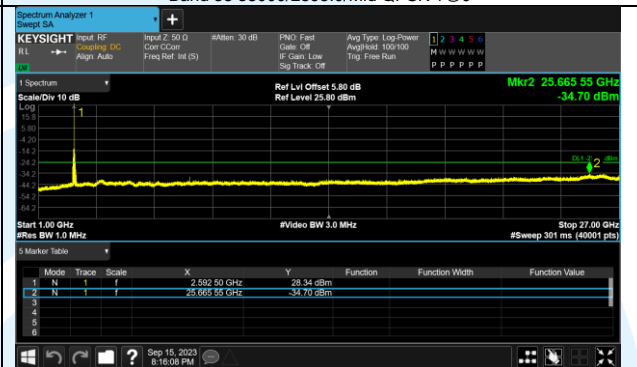 Spectrum Analyzer 1
Swept SA
+
KEYSIGHT Input: RF Input Z: 50 Ω #Atten: 30 dB PNO: Fast Avg Type: Log-Power 1 2 3 4 5 6
RL Coupling: DC Corr CCorr Gate: Off Avg|Hold: 100/100 M W W W W W
Align: Auto Freq Ref: Int (S) IF Gain: Low Trig: Free Run
Sig Track: Off P P P P P P
LW
1 Spectrum Ref Lvl Offset 5.80 dB Mkr2 25.665 55 GHz
Scale/Div 10 dB Ref Level 25.80 dBm -34.70 dBm
Log
1
15.8
5.80
-4.20
-14.2
-24.2
2
-34.2
-44.2
-54.2
-64.2
Start 1.00 GHz #Video BW 3.0 MHz Stop 27.00 GHz
#Res BW 1.0 MHz #Sweep 301 ms (40001 pts)
5 Marker Table
Mode Trace Scale X Y Function Function Width Function Value
1 N 1 f 2.592 50 GHz 28.34 dBm
2 N 1 f 25.665 55 GHz -34.70 dBm
3
4
5
6
? Sep 15, 2023
8:16:08 PM